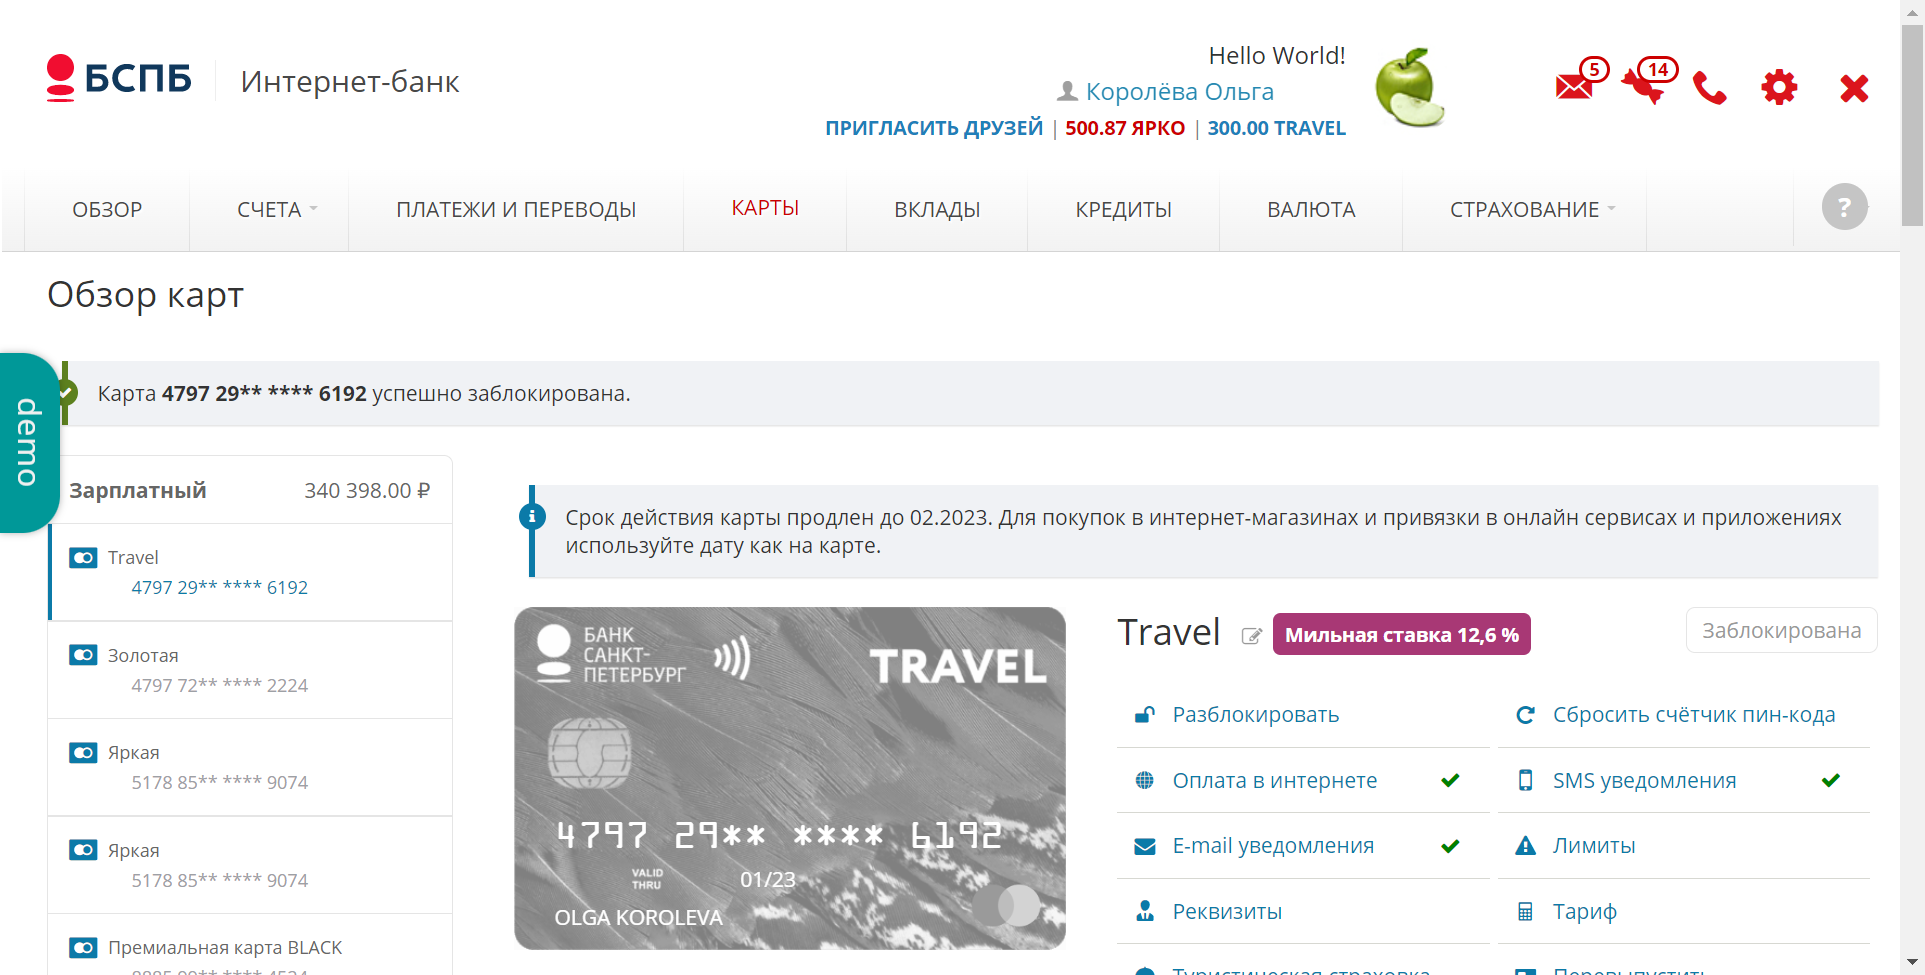 БСПБ
Интернет-банк
Hello World!
Королёва Ольга
ПРИГЛАСИТЬ ДРУЗЕЙ | 500.87 ЯРКО | 300.00 TRAVEL
5
14
ОБЗОР
СЧЕТА
ПЛАТЕЖИ И ПЕРЕВОДЫ
КАРТЫ
ВКЛАДЫ
КРЕДИТЫ
ВАЛЮТА
СТРАХОВАНИЕ
?
Обзор карт
demo
Карта 4797 29** **** 6192 успешно заблокирована.
Зарплатный 340 398.00 ₽
Travel
4797 29** **** 6192
Золотая
4797 72** **** 2224
Яркая
5178 85** **** 9074
Яркая
5178 85** **** 9074
Премиальная карта BLACK
Срок действия карты продлен до 02.2023. Для покупок в интернет-магазинах и привязки в онлайн сервисах и приложениях
используйте дату как на карте.
БАНК
САНКТ-
ПЕТЕРБУРГ
TRAVEL
4797 29** **** 6192
VALID
THRU
01/23
OLGA KOROLEVA
Travel
Мильная ставка 12,6 %
Заблокирована
Разблокировать
Сбросить счётчик пин-кода
Оплата в интернете
SMS уведомления
E-mail уведомления
Лимиты
Реквизиты
Тариф
Туристическая страховка
Перевыпустить